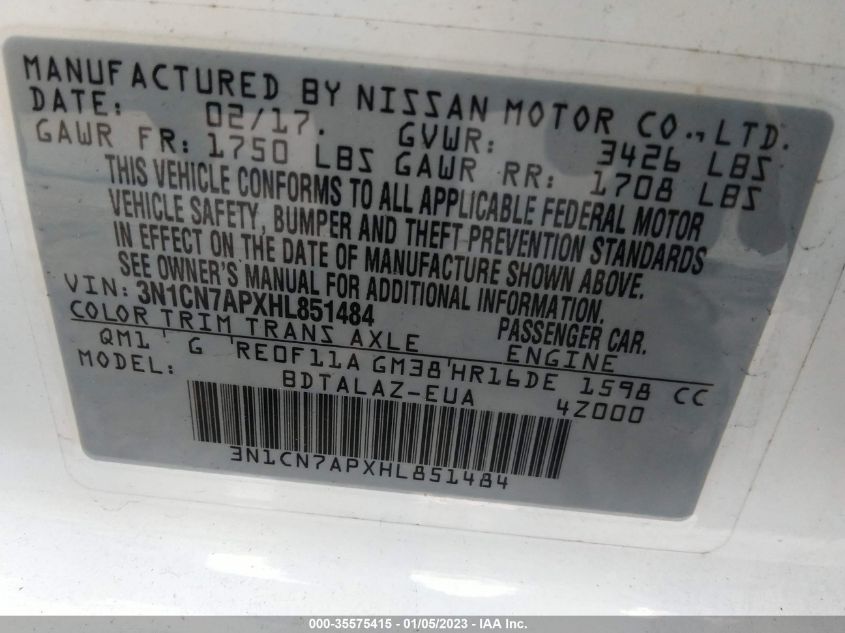 MANUFACTURED BY NISSAN MOTOR CO.,LTD.
DATE: 02/17. GVWR: 3426 LBS
GAWR FR: 1750 LBS GAWR RR: 1708 LBS
THIS VEHICLE CONFORMS TO ALL APPLICABLE FEDERAL MOTOR
VEHICLE SAFETY, BUMPER AND THEFT PREVENTION STANDARDS
IN EFFECT ON THE DATE OF MANUFACTURE SHOWN ABOVE.
SEE OWNER'S MANUAL FOR ADDITIONAL INFORMATION.
VIN: 3N1CN7APXHL851484 PASSENGER CAR.
COLOR TRIM TRANS AXLE ENGINE
QM1 ' G RE0F11A GM38'HR16DE 1598 CC
MODEL: BDTALAZ-EUA 4Z000
3N1CN7APXHL851484
000-35575415 - 01/05/2023 - IAA Inc.